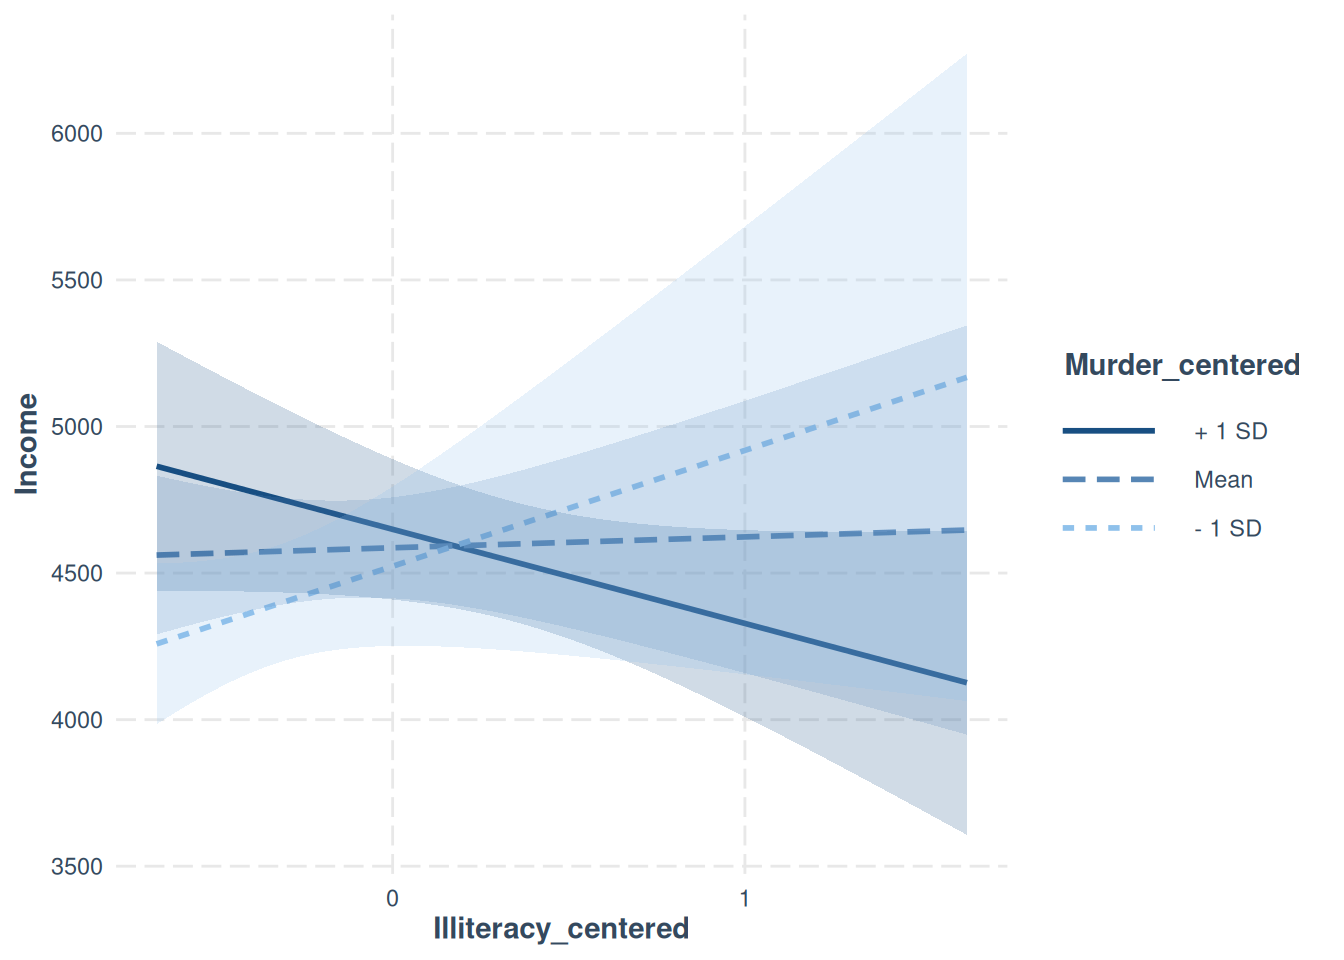 6000
5500
5000
4500
4000
3500
Income
0
1
Illiteracy_centered
Murder_centered
+ 1 SD
Mean
- 1 SD